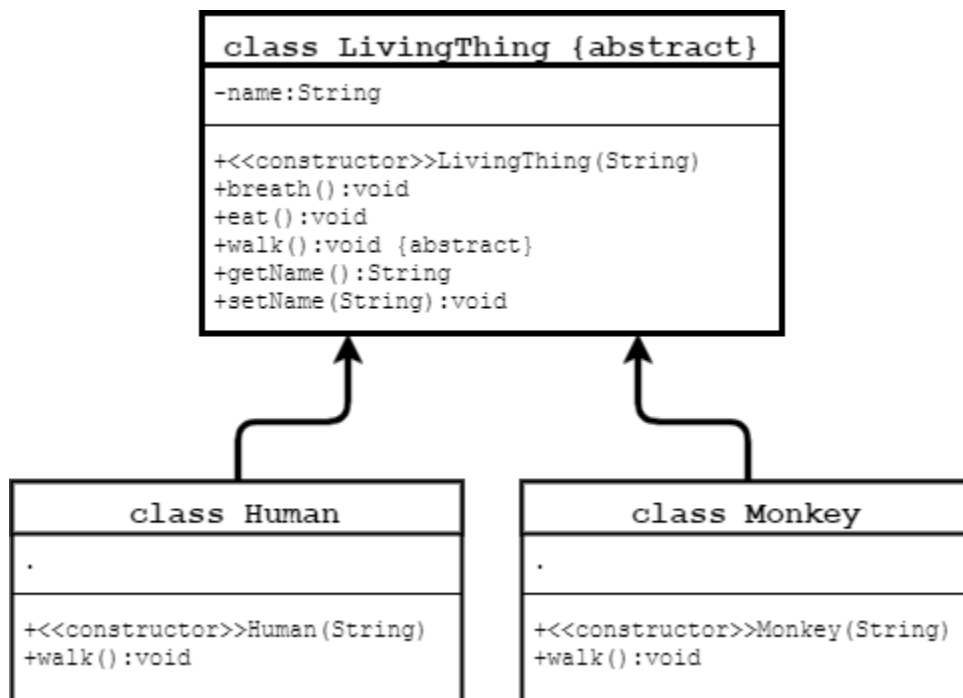 class LivingThing {abstract}
-name:String
+<<constructor>>LivingThing(String)
+breath():void
+eat():void
+walk():void {abstract}
+getName():String
+setName(String):void
class Human
.
+<<constructor>>Human(String)
+walk():void
class Monkey
.
+<<constructor>>Monkey(String)
+walk():void